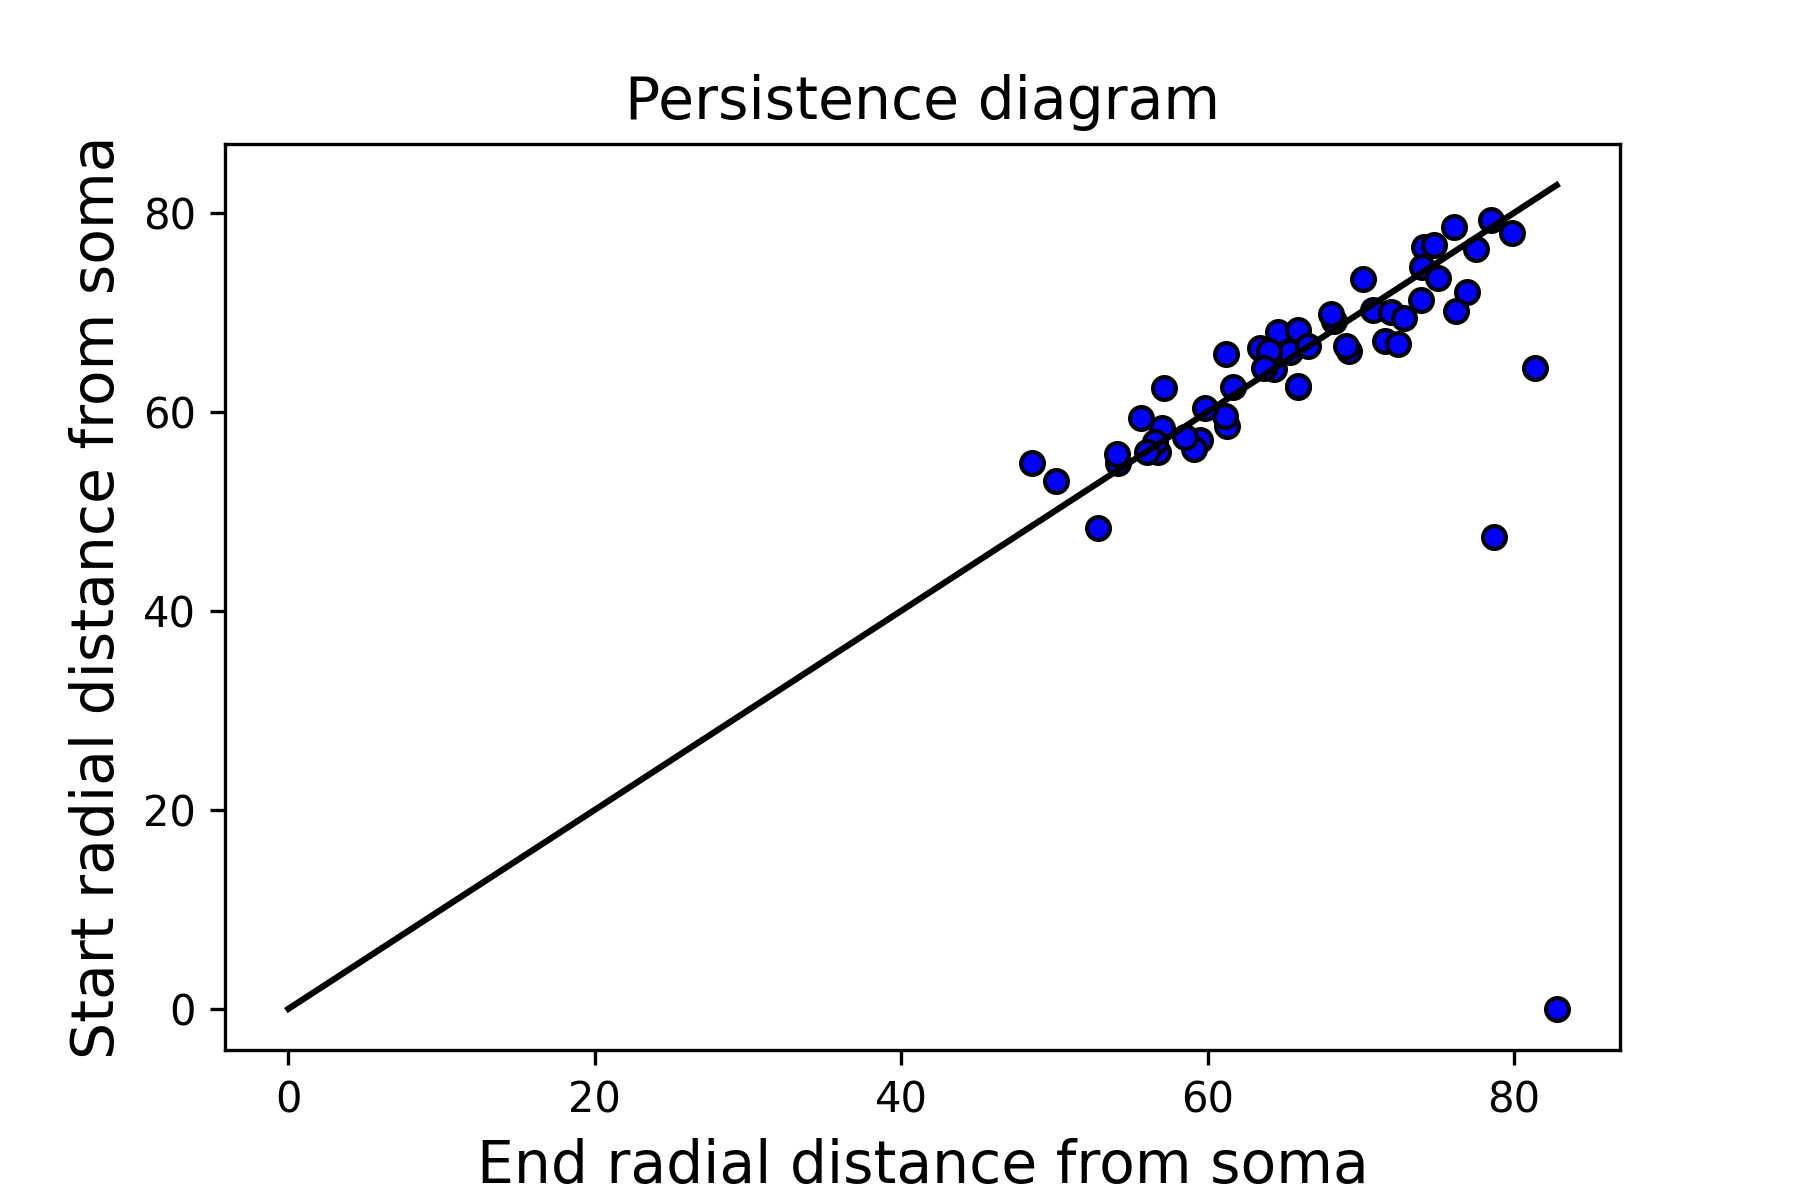 Persistence diagram
Start radial distance from soma
80
60
40
20
0
0 20 40 60 80
End radial distance from soma